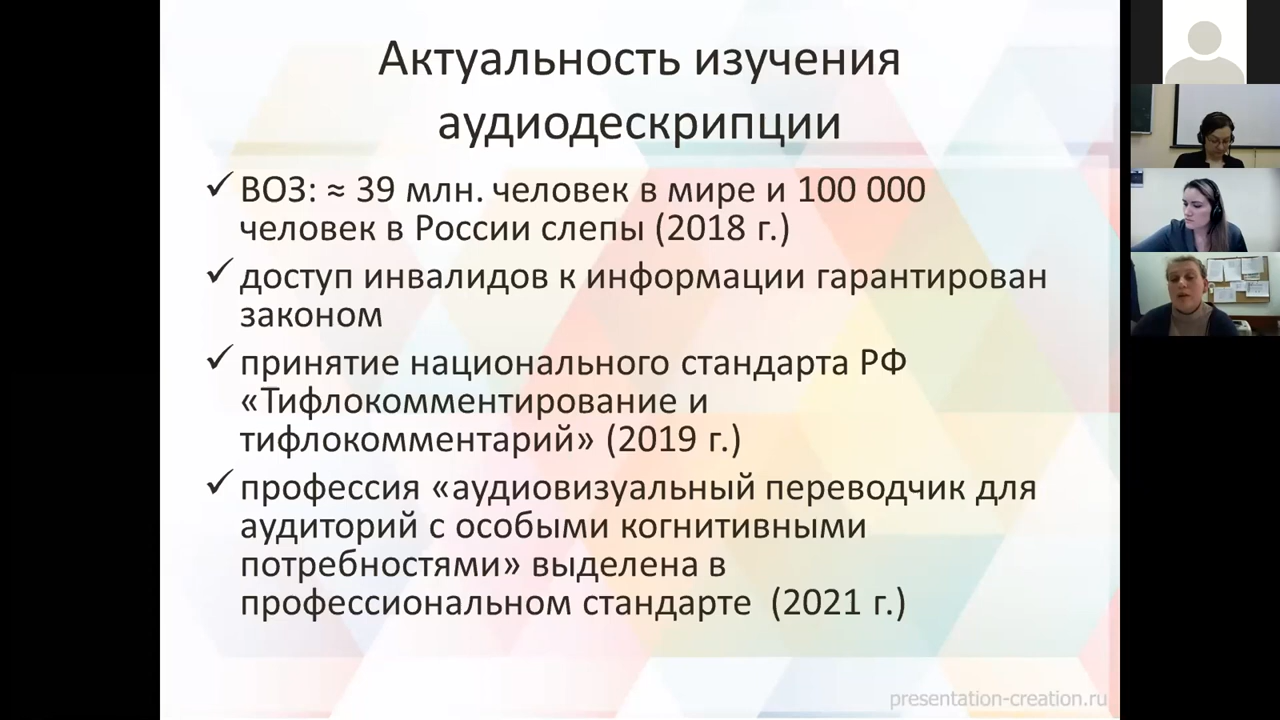 Актуальность изучения
аудиодескрипции
✓ ВОЗ: ≈ 39 млн. человек в мире и 100 000
человек в России слепы (2018 г.)
✓ доступ инвалидов к информации гарантирован
законом
✓ принятие национального стандарта РФ
«Тифлокомментирование и
тифлокомментарий» (2019 г.)
✓ профессия «аудиовизуальный переводчик для
аудиторий с особыми когнитивными
потребностями» выделена в
профессиональном стандарте (2021 г.)
presentation-creation.ru